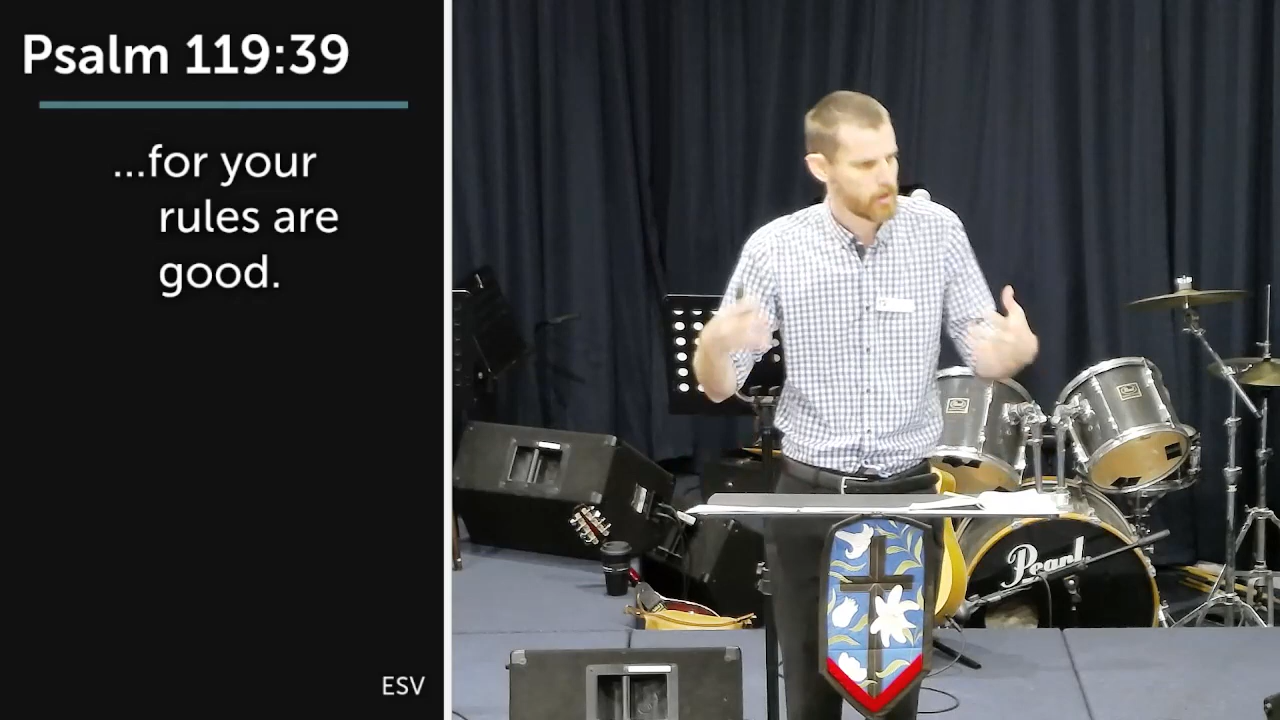 Psalm 119:39
...for your
rules are
good.
ESV
Pearl